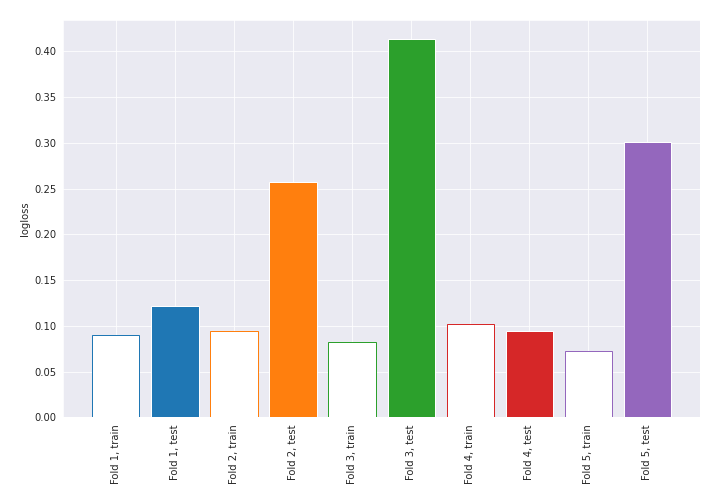 0.40
0.35
0.30
0.25
0.20
0.15
0.10
0.05
0.00
logloss
Fold 1, train
Fold 1, test
Fold 2, train
Fold 2, test
Fold 3, train
Fold 3, test
Fold 4, train
Fold 4, test
Fold 5, train
Fold 5, test